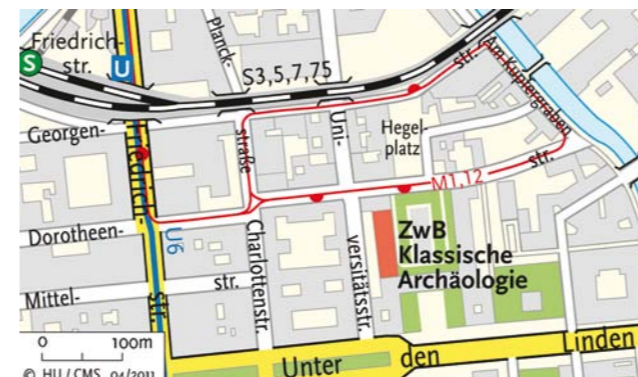 Friedrich-
str.
S
U
Planck-
straße
S3,5,7,75
str.
Am Kupfergraben
Georgen-
Uni-
Hegel-
platz
Friedrich-
str.
M1,12
Dorotheen-
U6
Charlottenstr.
versitätsstr.
ZwB
Klassische
Archäologie
Mittel-
str.
str.
0 100m
Unter den Linden
© HU / CMS 04/2011